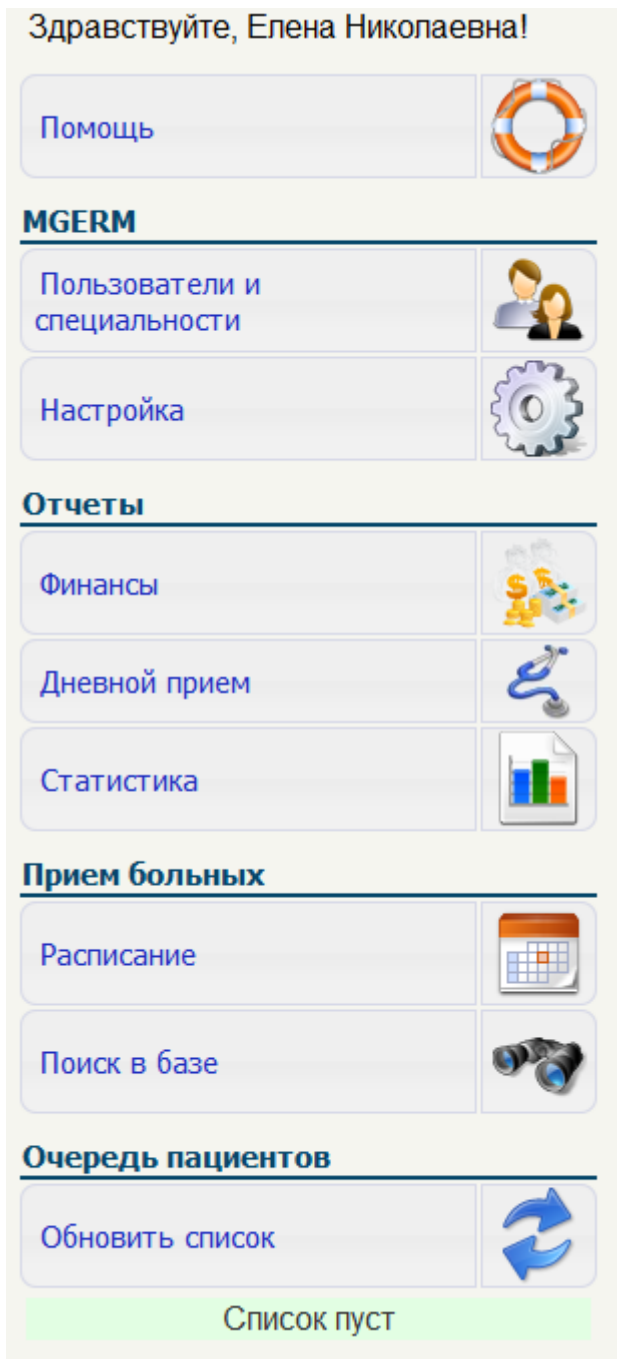 Здравствуйте, Елена Николаевна!
Помощь
MGERM
Пользователи и
специальности
Настройка
Отчеты
Финансы
Дневной прием
Статистика
Прием больных
Расписание
Поиск в базе
Очередь пациентов
Обновить список
Список пуст